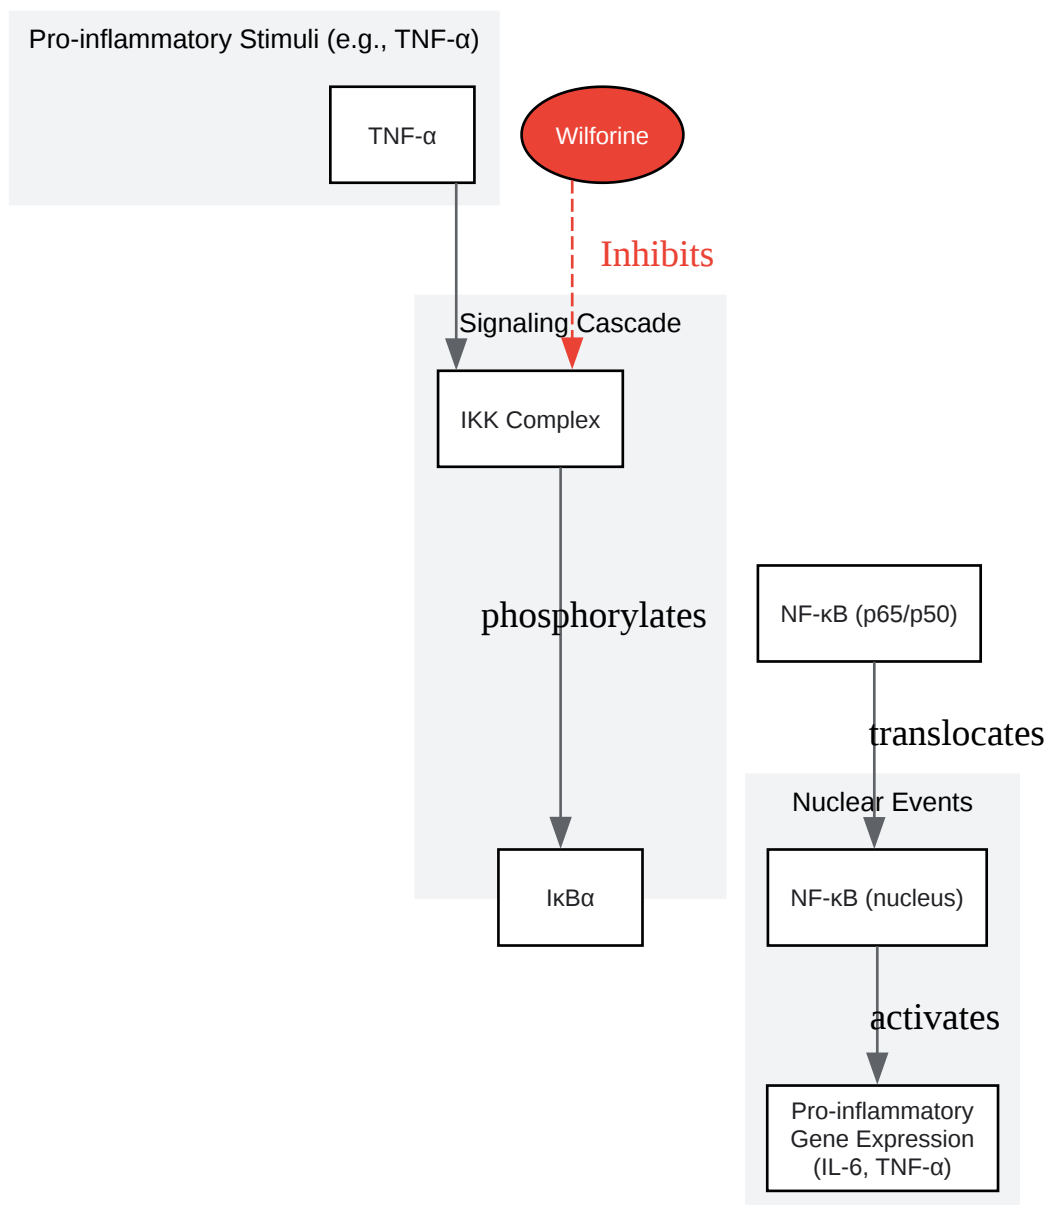 Pro-inflammatory Stimuli (e.g., TNF-α)
TNF-α
Wilforine
Inhibits
Signaling Cascade
IKK Complex
phosphorylates
NF-κB (p65/p50)
translocates
Nuclear Events
IκBα
NF-κB (nucleus)
activates
Pro-inflammatory
Gene Expression
(IL-6, TNF-α)